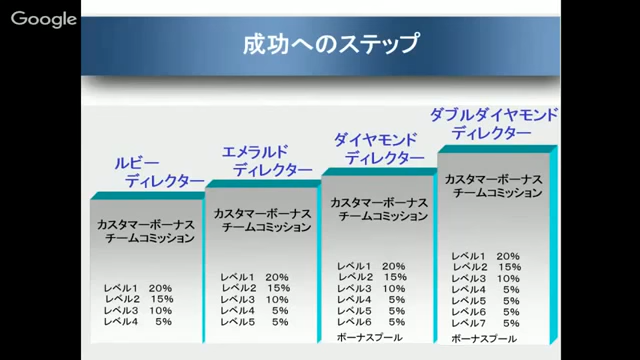 Google
成功へのステップ
ルビー
ディレクター
カスタマーボーナス
チームコミッション
レベル1 20%
レベル2 15%
レベル3 10%
レベル4 5%
エメラルド
ディレクター
カスタマーボーナス
チームコミッション
レベル1 20%
レベル2 15%
レベル3 10%
レベル4 5%
レベル5 5%
ダイヤモンド
ディレクター
カスタマーボーナス
チームコミッション
レベル1 20%
レベル2 15%
レベル3 10%
レベル4 5%
レベル5 5%
レベル6 5%
ボーナスプール
ダブルダイヤモンド
ディレクター
カスタマーボーナス
チームコミッション
レベル1 20%
レベル2 15%
レベル3 10%
レベル4 5%
レベル5 5%
レベル6 5%
レベル7 5%
ボーナスプール